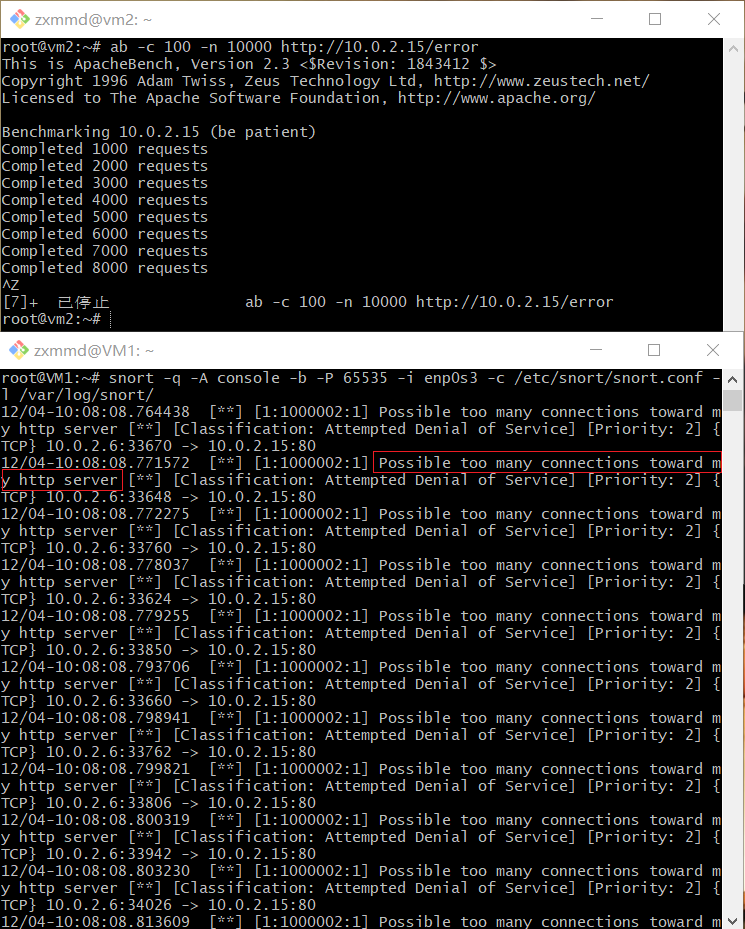 zxmmd@vm2: ~
root@vm2:~# ab -c 100 -n 10000 http://10.0.2.15/error
This is ApacheBench, Version 2.3 <$Revision: 1843412 $>
Copyright 1996 Adam Twiss, Zeus Technology Ltd, http://www.zeustech.net/
Licensed to The Apache Software Foundation, http://www.apache.org/
Benchmarking 10.0.2.15 (be patient)
Completed 1000 requests
Completed 2000 requests
Completed 3000 requests
Completed 4000 requests
Completed 5000 requests
Completed 6000 requests
Completed 7000 requests
Completed 8000 requests
^Z
[7]+  已停止               ab -c 100 -n 10000 http://10.0.2.15/error
root@vm2:~#
zxmmd@VM1: ~
root@VM1:~# snort -q -A console -b -P 65535 -i enp0s3 -c /etc/snort/snort.conf -
l /var/log/snort/
12/04-10:08:08.764438  [**] [1:1000002:1] Possible too many connections toward m
y http server [**] [Classification: Attempted Denial of Service] [Priority: 2] {
TCP} 10.0.2.6:33670 -> 10.0.2.15:80
12/04-10:08:08.771572  [**] [1:1000002:1] Possible too many connections toward m
y http server [**] [Classification: Attempted Denial of Service] [Priority: 2] {
TCP} 10.0.2.6:33648 -> 10.0.2.15:80
12/04-10:08:08.772275  [**] [1:1000002:1] Possible too many connections toward m
y http server [**] [Classification: Attempted Denial of Service] [Priority: 2] {
TCP} 10.0.2.6:33760 -> 10.0.2.15:80
12/04-10:08:08.778037  [**] [1:1000002:1] Possible too many connections toward m
y http server [**] [Classification: Attempted Denial of Service] [Priority: 2] {
TCP} 10.0.2.6:33624 -> 10.0.2.15:80
12/04-10:08:08.779255  [**] [1:1000002:1] Possible too many connections toward m
y http server [**] [Classification: Attempted Denial of Service] [Priority: 2] {
TCP} 10.0.2.6:33850 -> 10.0.2.15:80
12/04-10:08:08.793706  [**] [1:1000002:1] Possible too many connections toward m
y http server [**] [Classification: Attempted Denial of Service] [Priority: 2] {
TCP} 10.0.2.6:33660 -> 10.0.2.15:80
12/04-10:08:08.798941  [**] [1:1000002:1] Possible too many connections toward m
y http server [**] [Classification: Attempted Denial of Service] [Priority: 2] {
TCP} 10.0.2.6:33762 -> 10.0.2.15:80
12/04-10:08:08.799821  [**] [1:1000002:1] Possible too many connections toward m
y http server [**] [Classification: Attempted Denial of Service] [Priority: 2] {
TCP} 10.0.2.6:33806 -> 10.0.2.15:80
12/04-10:08:08.800319  [**] [1:1000002:1] Possible too many connections toward m
y http server [**] [Classification: Attempted Denial of Service] [Priority: 2] {
TCP} 10.0.2.6:33942 -> 10.0.2.15:80
12/04-10:08:08.803230  [**] [1:1000002:1] Possible too many connections toward m
y http server [**] [Classification: Attempted Denial of Service] [Priority: 2] {
TCP} 10.0.2.6:34026 -> 10.0.2.15:80
12/04-10:08:08.813609  [**] [1:1000002:1] Possible too many connections toward m